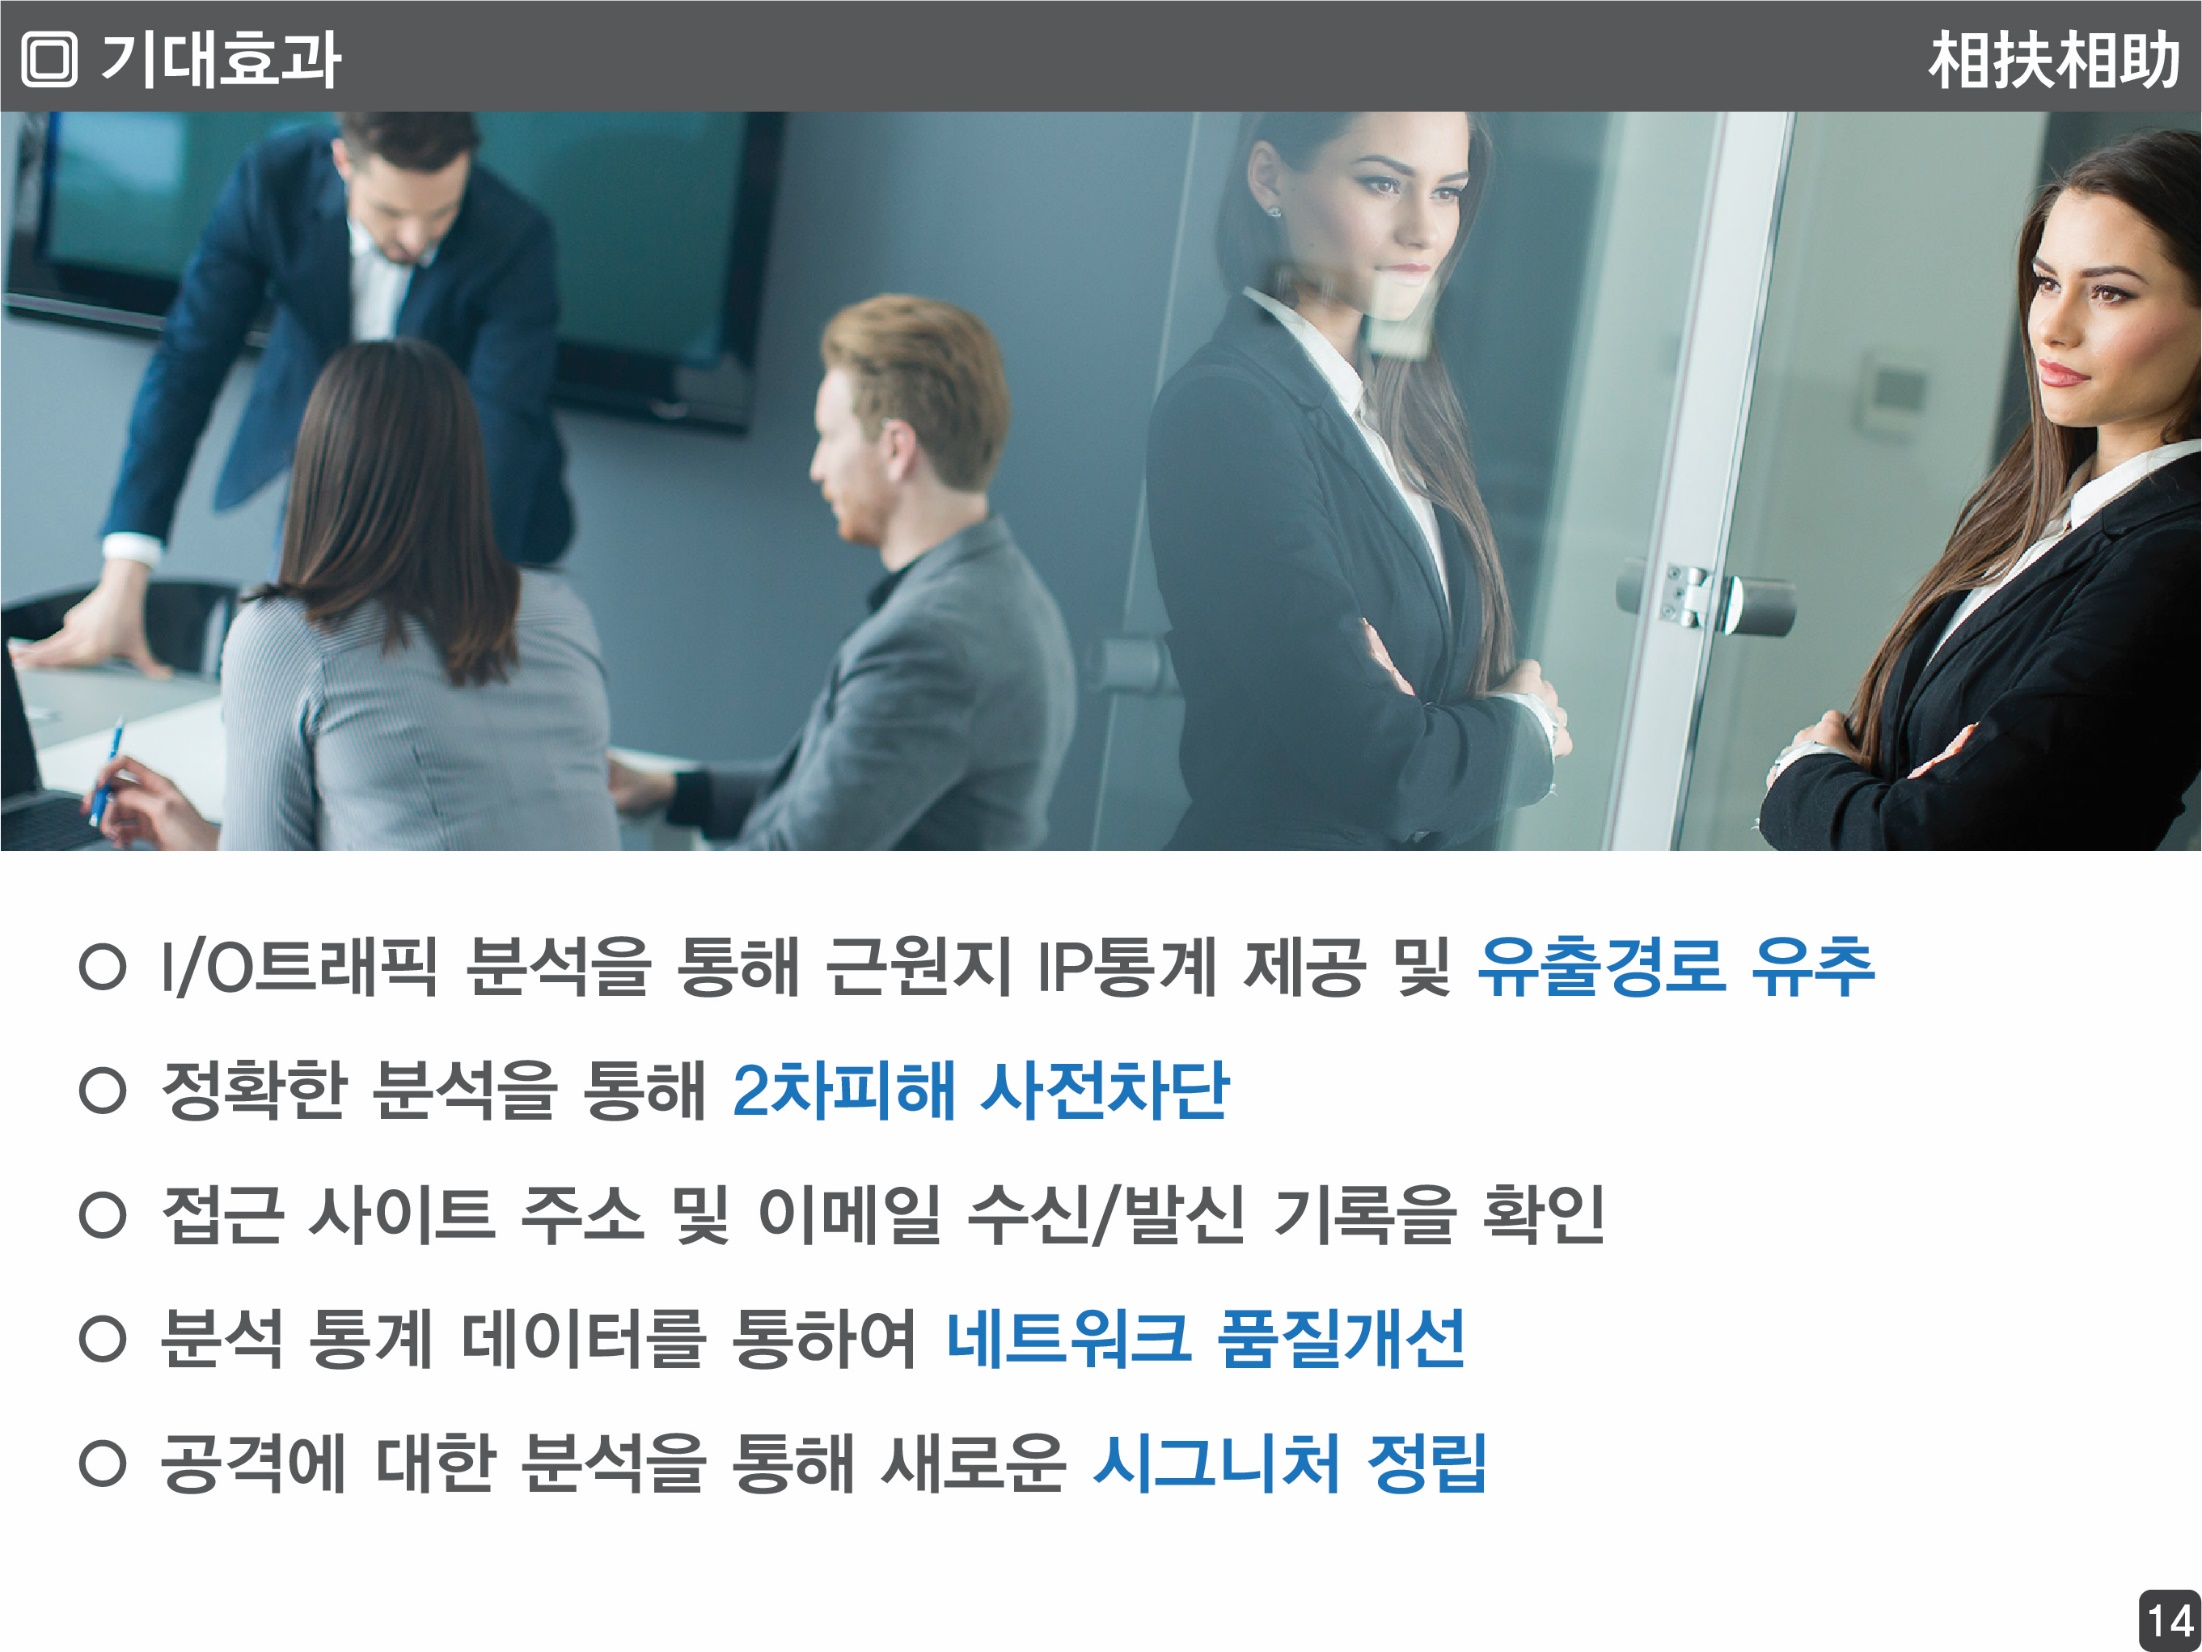 기대효과
相扶相助
I/O트래픽 분석을 통해 근원지 IP통계 제공 및 유출경로 유추
정확한 분석을 통해 2차피해 사전차단
접근 사이트 주소 및 이메일 수신/발신 기록을 확인
분석 통계 데이터를 통하여 네트워크 품질개선
공격에 대한 분석을 통해 새로운 시그니처 정립
14